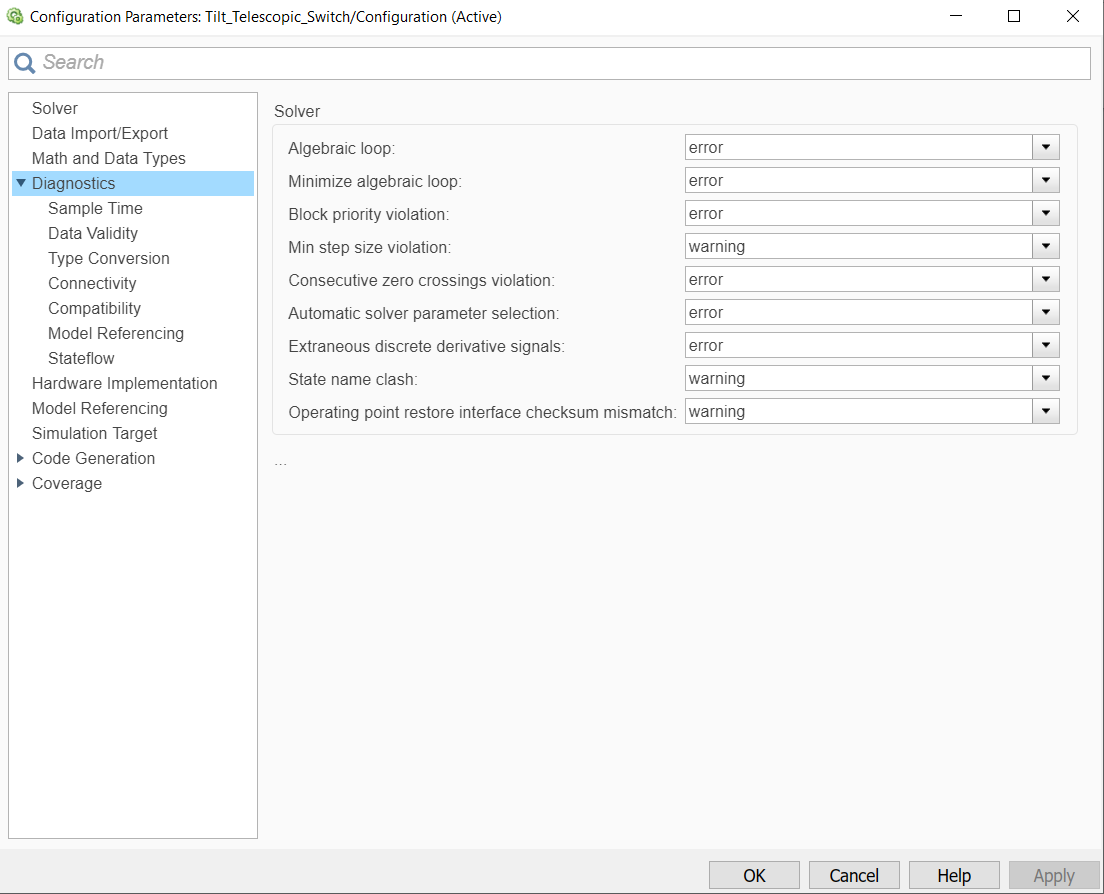 Configuration Parameters: Tilt_Telescopic_Switch/Configuration (Active)
Search
Solver
Data Import/Export
Math and Data Types
Diagnostics
Sample Time
Data Validity
Type Conversion
Connectivity
Compatibility
Model Referencing
Stateflow
Hardware Implementation
Model Referencing
Simulation Target
Code Generation
Coverage
Solver
Algebraic loop: error
Minimize algebraic loop: error
Block priority violation: error
Min step size violation: warning
Consecutive zero crossings violation: error
Automatic solver parameter selection: error
Extraneous discrete derivative signals: error
State name clash: warning
Operating point restore interface checksum mismatch: warning
...
OK Cancel Help Apply